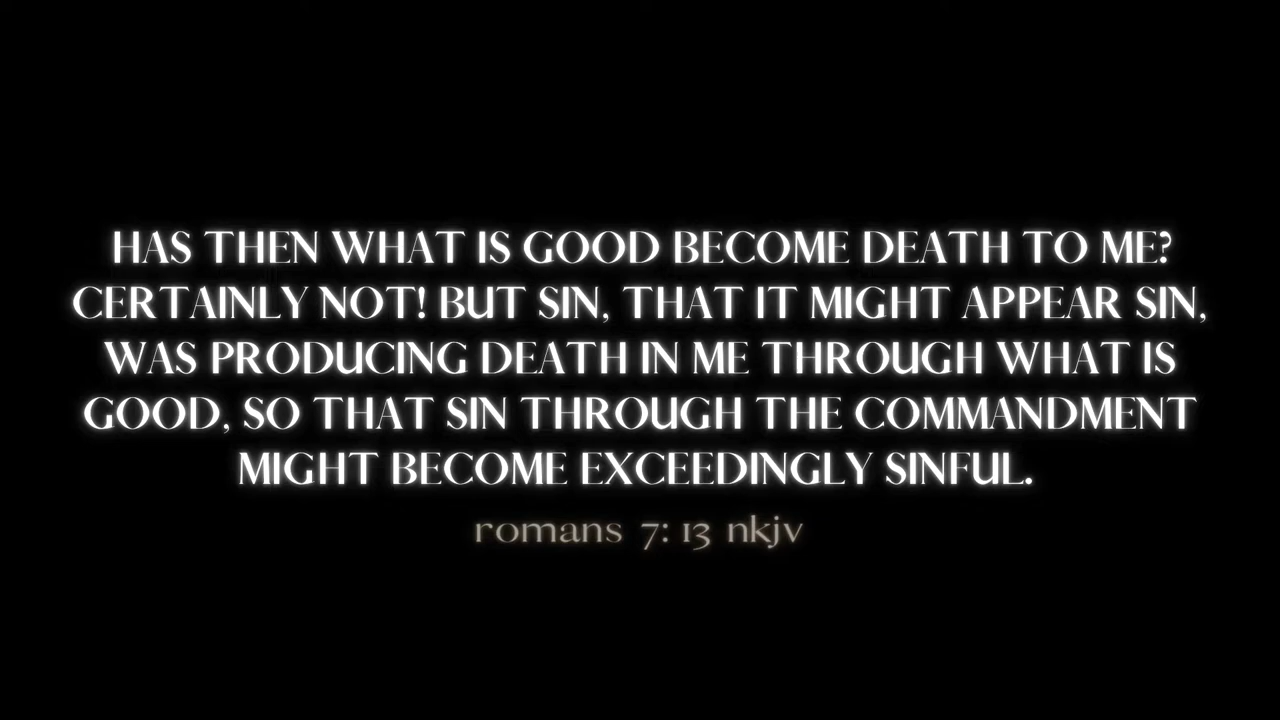 HAS THEN WHAT IS GOOD BECOME DEATH TO ME?
CERTAINLY NOT! BUT SIN, THAT IT MIGHT APPEAR SIN,
WAS PRODUCING DEATH IN ME THROUGH WHAT IS
GOOD, SO THAT SIN THROUGH THE COMMANDMENT
MIGHT BECOME EXCEEDINGLY SINFUL.
romans 7: 13 nkjv